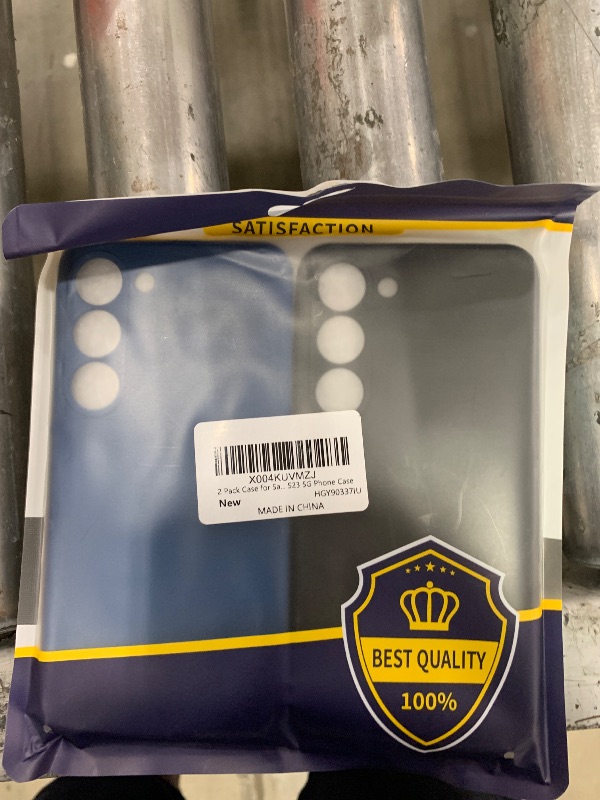 SATISFACTION
X004KUVMZJ
2 Pack Case for Sa... S23 5G Phone Case
New
HGY90337IU
MADE IN CHINA
BEST QUALITY
100%